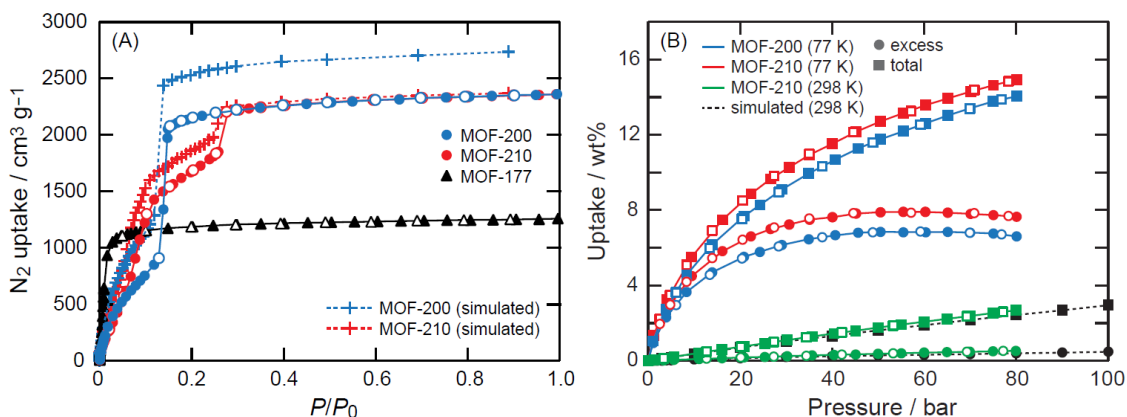 (A)
N₂ uptake / cm³ g⁻¹
3000
2500
2000
1500
1000
500
0
MOF-200
MOF-210
MOF-177
MOF-200 (simulated)
MOF-210 (simulated)
0 0.2 0.4 0.6 0.8 1.0
P/P₀
(B)
Uptake / wt%
16
12
8
4
0
MOF-200 (77 K)
MOF-210 (77 K)
MOF-210 (298 K)
simulated (298 K)
excess
total
0 20 40 60 80 100
Pressure / bar